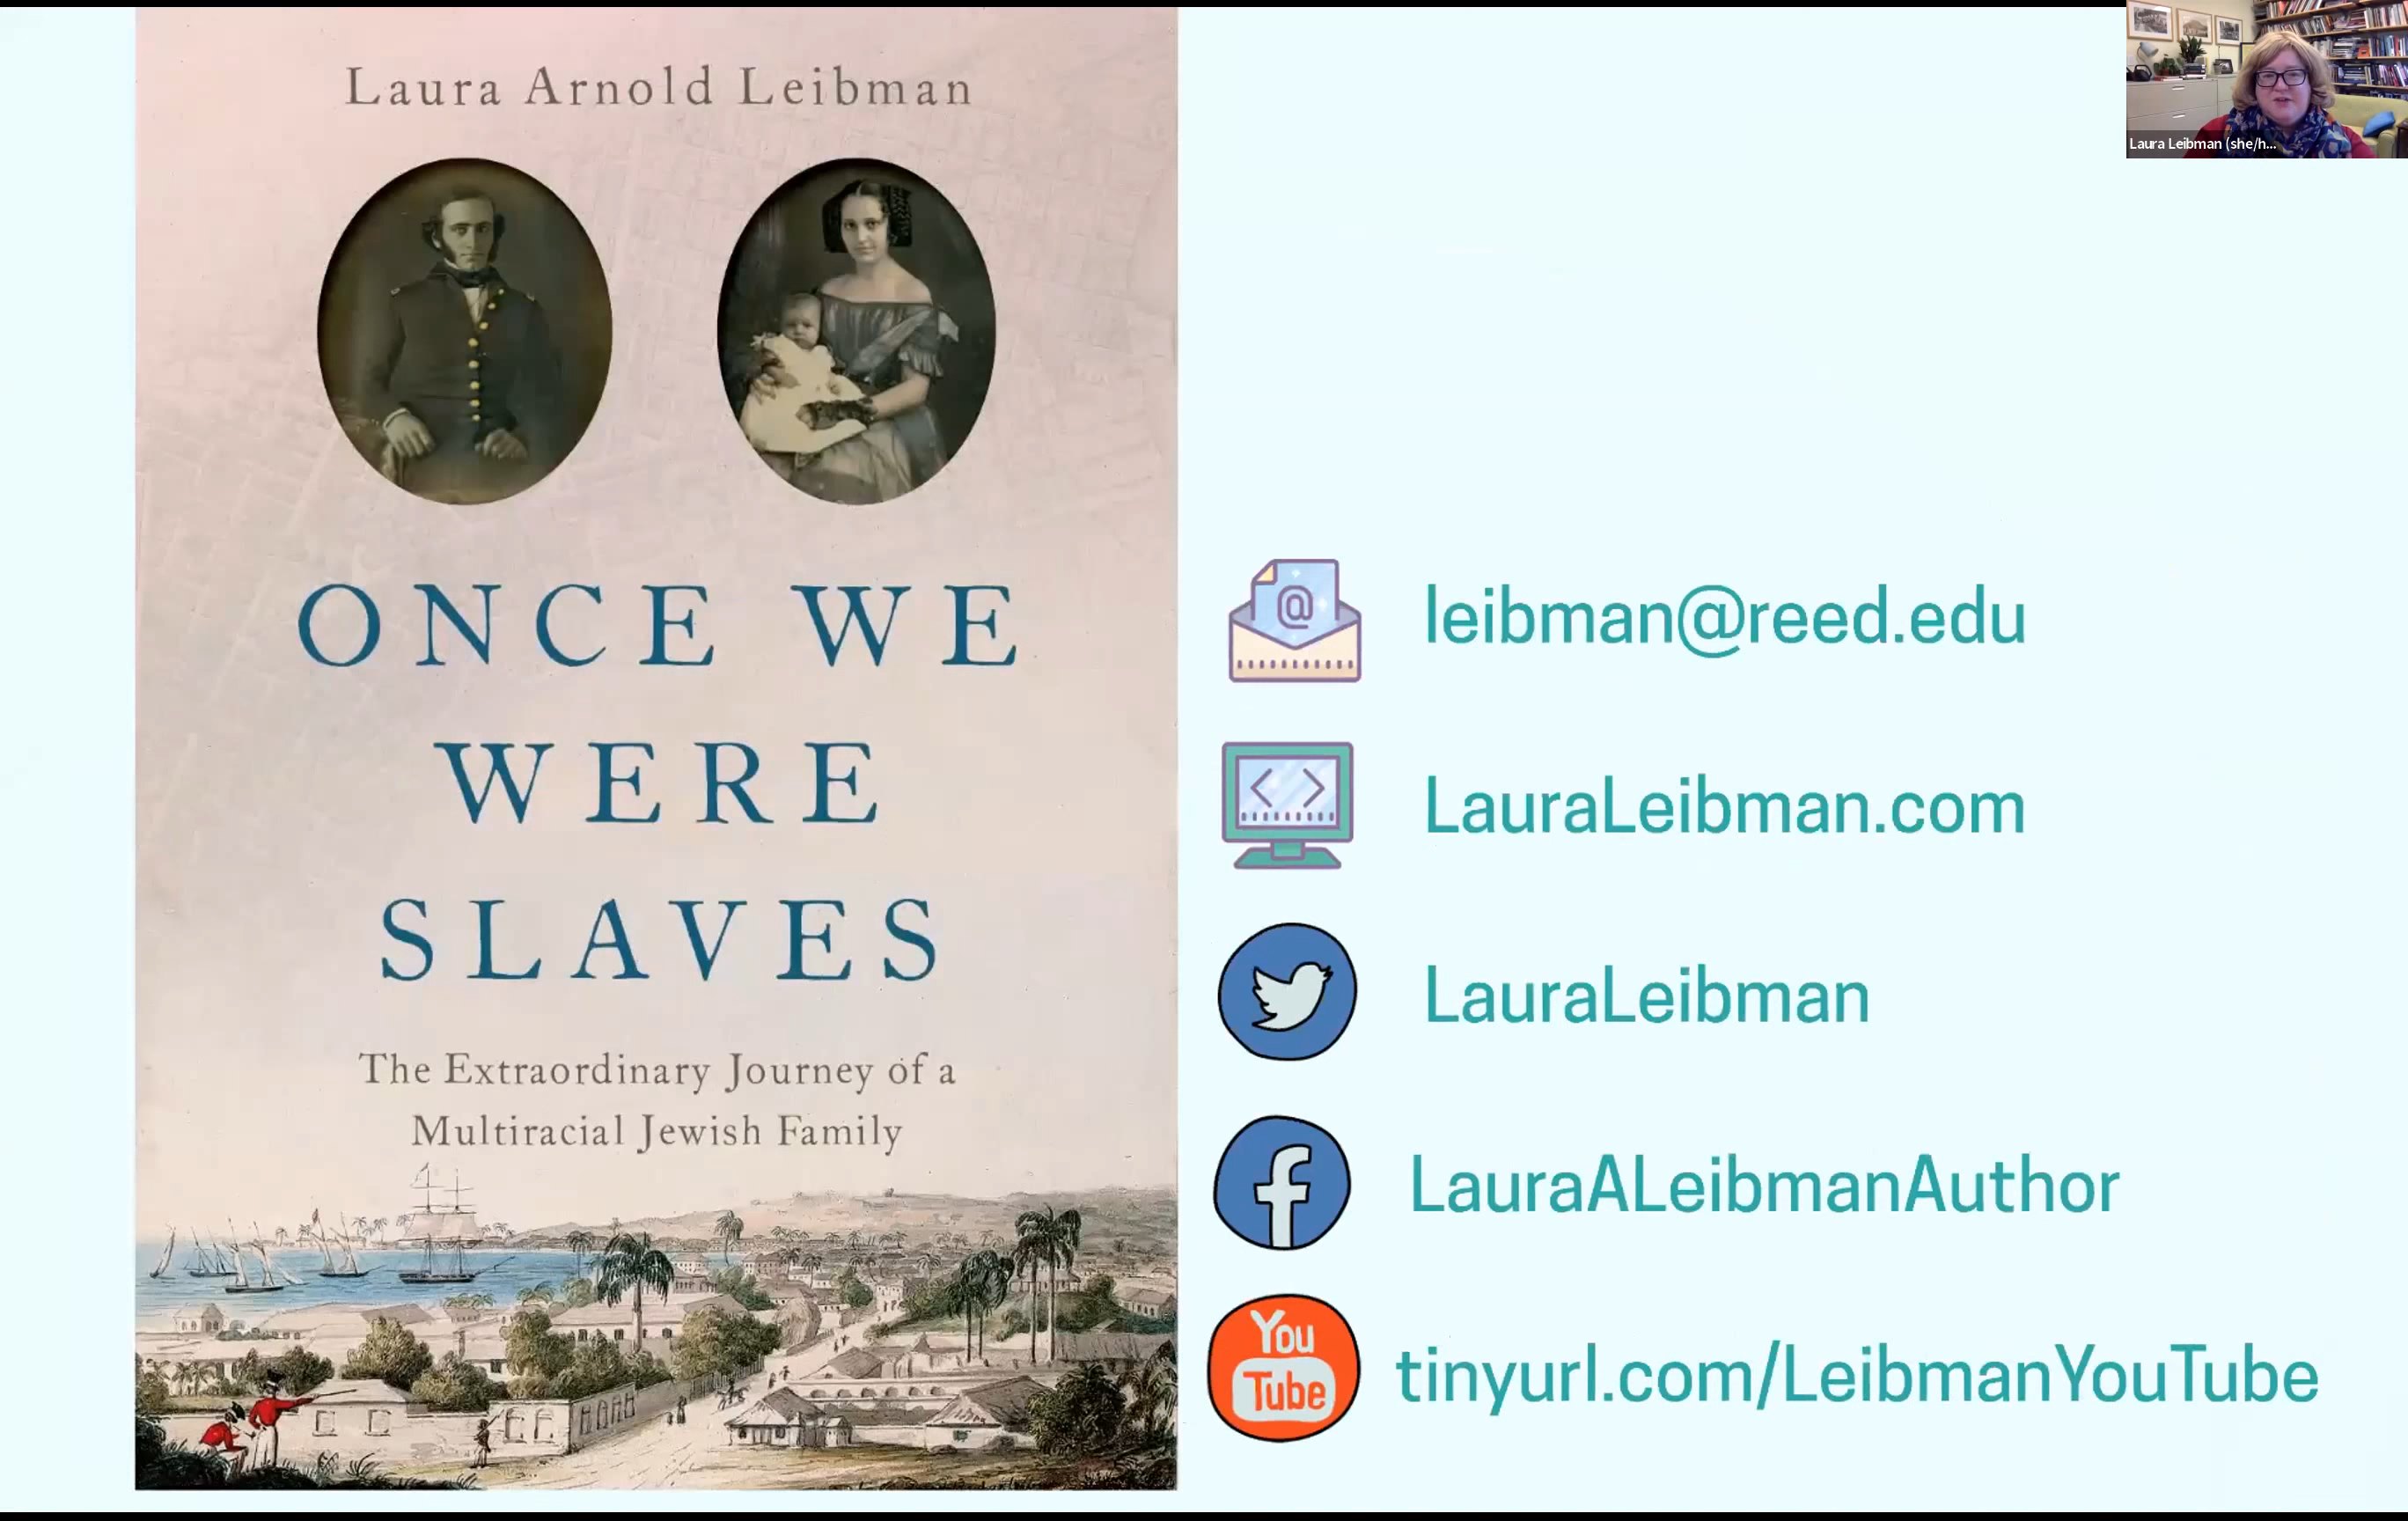 Laura Arnold Leibman
ONCE WE
WERE
SLAVES
The Extraordinary Journey of a
Multiracial Jewish Family
@
leibman@reed.edu
< >
LauraLeibman.com
LauraLeibman
f
LauraALeibmanAuthor
You
Tube
tinyurl.com/LeibmanYouTube
Laura Leibman (she/h...